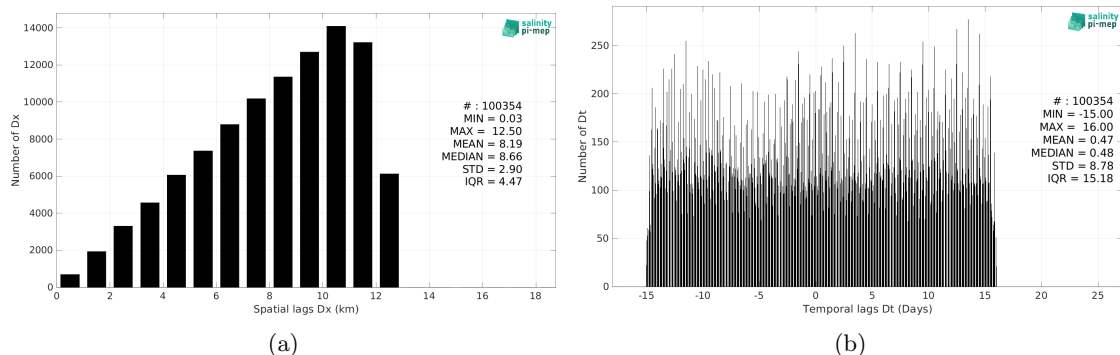 14000
12000
10000
8000
6000
4000
2000
0
Number of Dx
0 2 4 6 8 10 12 14 16 18
Spatial lags Dx (km)
salinity
pi-mep
# : 100354
MIN = 0.03
MAX = 12.50
MEAN = 8.19
MEDIAN = 8.66
STD = 2.90
IQR = 4.47
(a)
250
200
150
100
50
0
Number of Dt
-15 -10 -5 0 5 10 15 20 25
Temporal lags Dt (Days)
salinity
pi-mep
# : 100354
MIN = -15.00
MAX = 16.00
MEAN = 0.47
MEDIAN = 0.48
STD = 8.78
IQR = 15.18
(b)